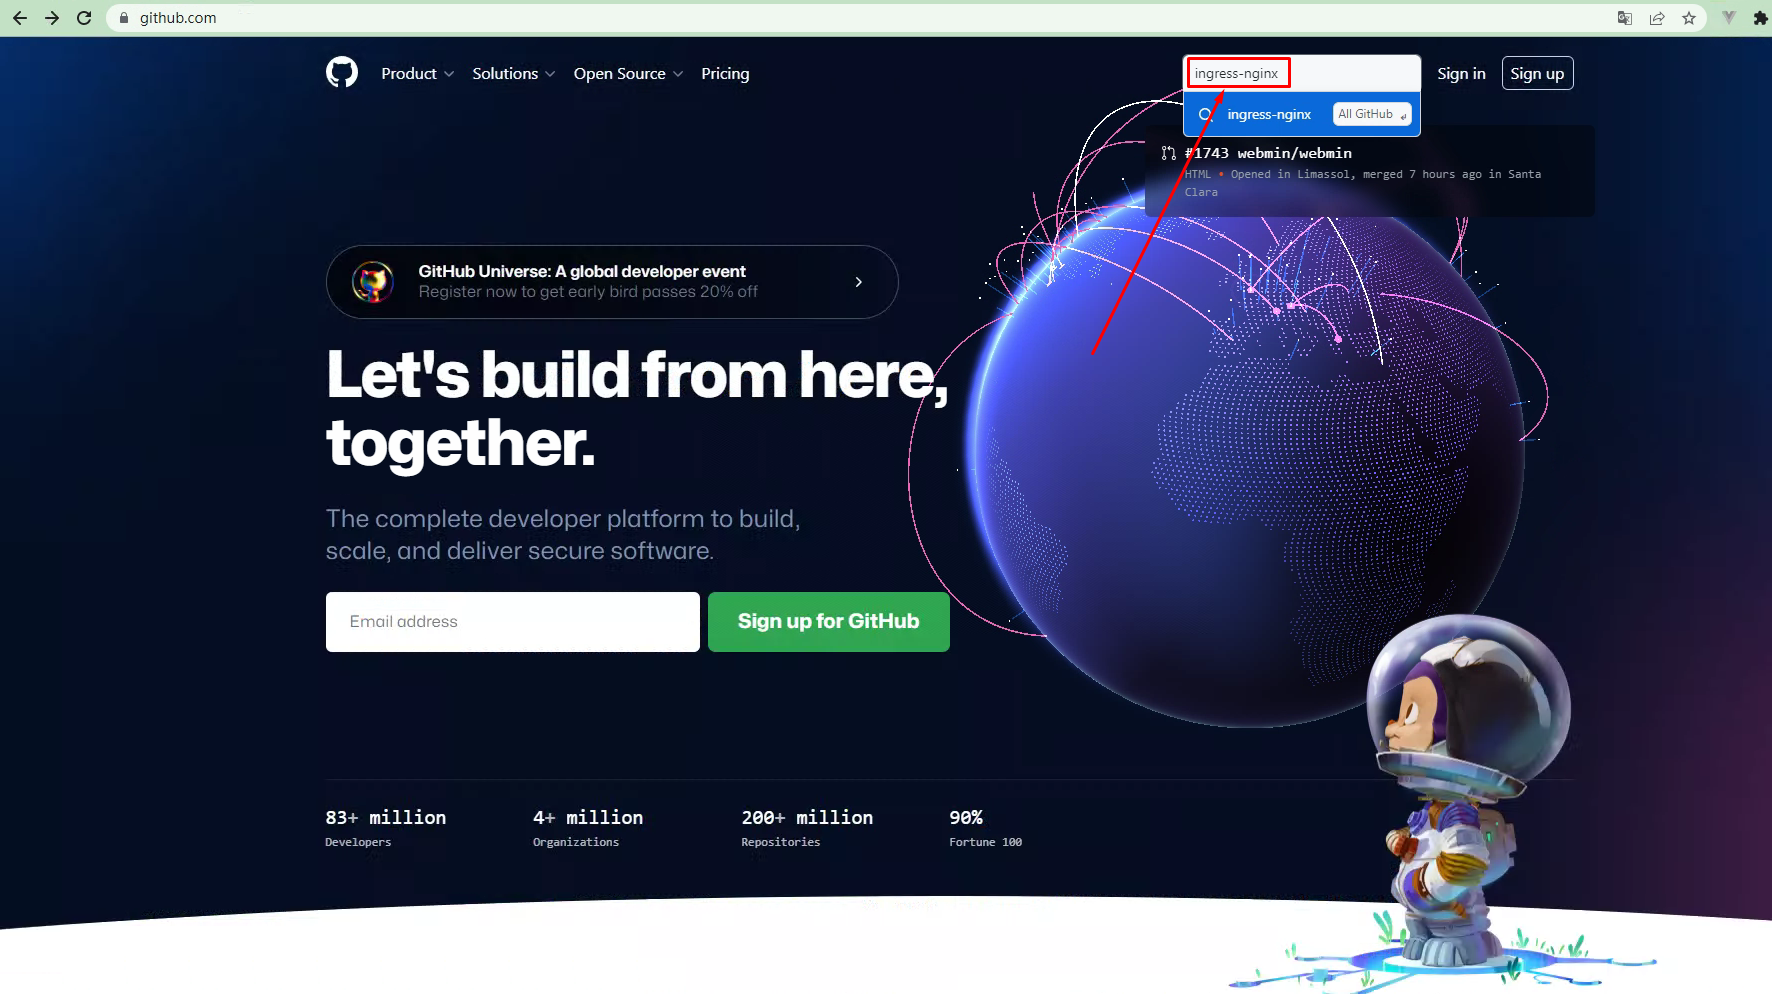 github.com
Product
Solutions
Open Source
Pricing
ingress-nginx
Sign in
Sign up
ingress-nginx
All GitHub
#1743 webmin/webmin
HTML • Opened in Limassol, merged 7 hours ago in Santa
Clara
GitHub Universe: A global developer event
Register now to get early bird passes 20% off
Let's build from here,
together.
The complete developer platform to build,
scale, and deliver secure software.
Email address
Sign up for GitHub
83+ million
Developers
4+ million
Organizations
200+ million
Repositories
90%
Fortune 100